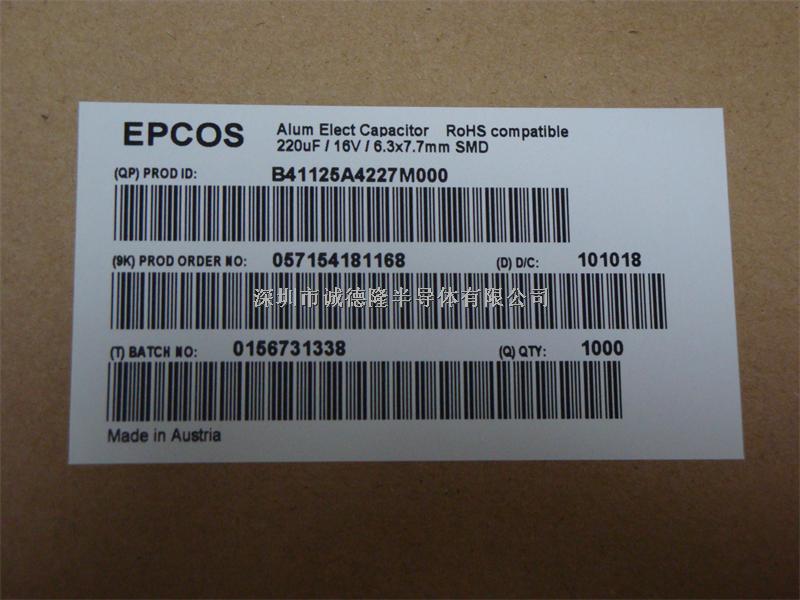 EPCOS
Alum Elect Capacitor RoHS compatible
220uF / 16V / 6.3x7.7mm SMD
(QP) PROD ID: B41125A4227M000
(9K) PROD ORDER NO: 057154181168 (D) D/C: 101018
深圳市诚德隆半导体有限公司
(T) BATCH NO: 0156731338 (Q) QTY: 1000
Made in Austria